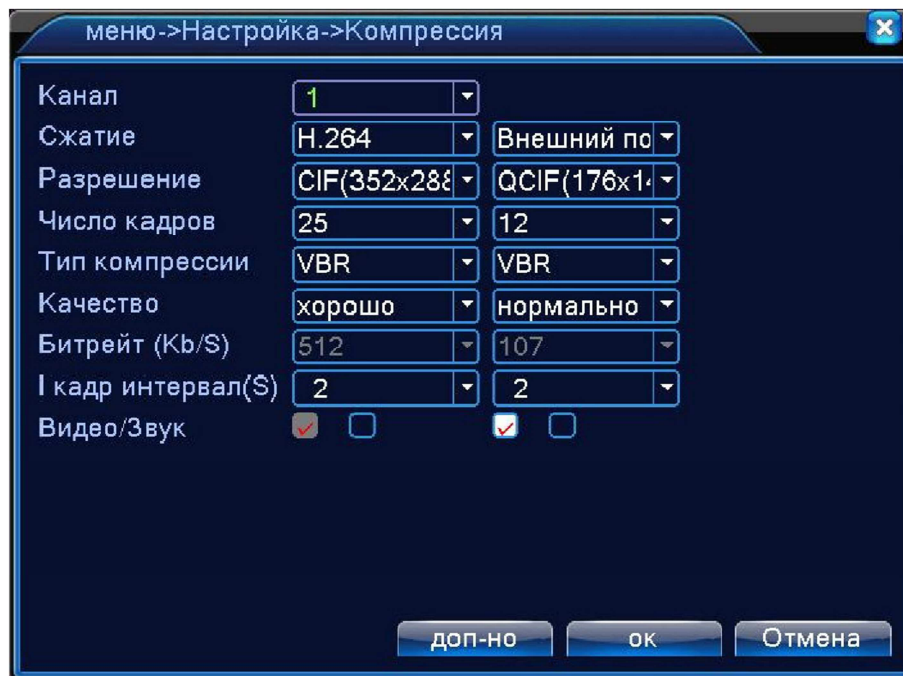 меню->Настройка->Компрессия
Канал 1
Сжатие H.264 Внешний по
Разрешение CIF(352x288 QCIF(176x14
Число кадров 25 12
Тип компрессии VBR VBR
Качество хорошо нормально
Битрейт (Kb/S) 512 107
I кадр интервал(S) 2 2
Видео/Звук
доп-но ок Отмена